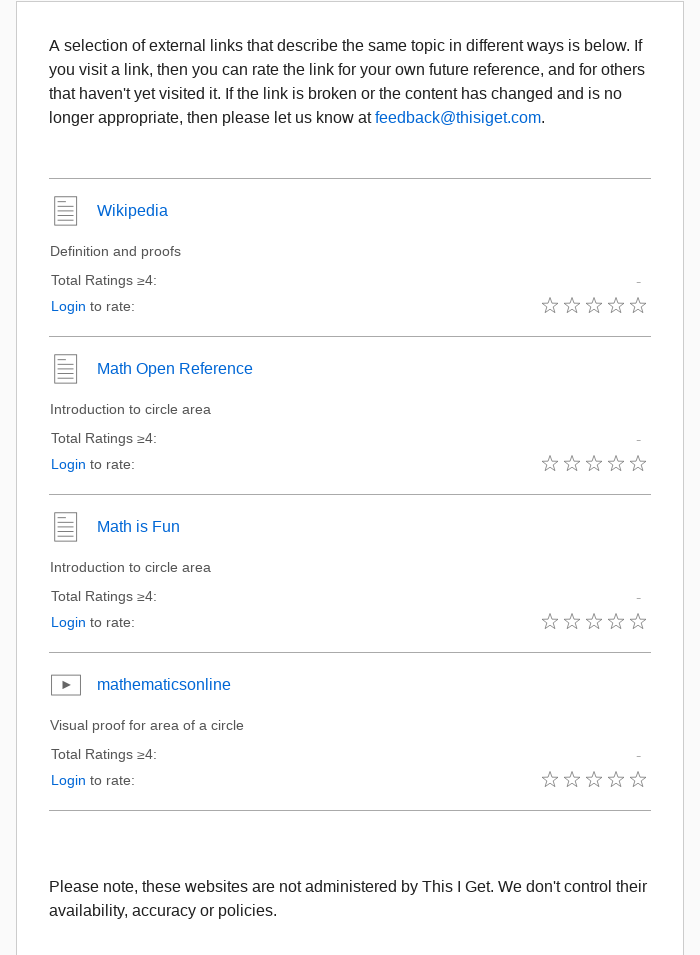 A selection of external links that describe the same topic in different ways is below. If
you visit a link, then you can rate the link for your own future reference, and for others
that haven't yet visited it. If the link is broken or the content has changed and is no
longer appropriate, then please let us know at feedback@thisiget.com.
Wikipedia
Definition and proofs
Total Ratings ≥4: -
Login to rate:
Math Open Reference
Introduction to circle area
Total Ratings ≥4: -
Login to rate:
Math is Fun
Introduction to circle area
Total Ratings ≥4: -
Login to rate:
mathematicsonline
Visual proof for area of a circle
Total Ratings ≥4: -
Login to rate:
Please note, these websites are not administered by This I Get. We don't control their
availability, accuracy or policies.